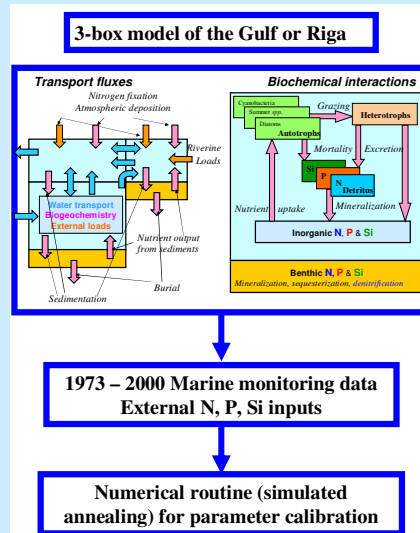 3-box model of the Gulf or Riga
Transport fluxes
Nitrogen fixation
Atmospheric deposition
Riverine
Loads
Water transport
Biogeochemistry
External loads
Nutrient output
from sediments
Burial
Sedimentation
Biochemical interactions
Cyanobacteria
Summer spp.
Diatoms
Autotrophs
Grazing
Heterotrophs
Mortality
Excretion
Si
P
N
Detritus
Nutrient uptake
Mineralization
Inorganic N, P & Si
Benthic N, P & Si
Mineralization, sequesterization, denitrification
1973 – 2000 Marine monitoring data
External N, P, Si inputs
Numerical routine (simulated
annealing) for parameter calibration